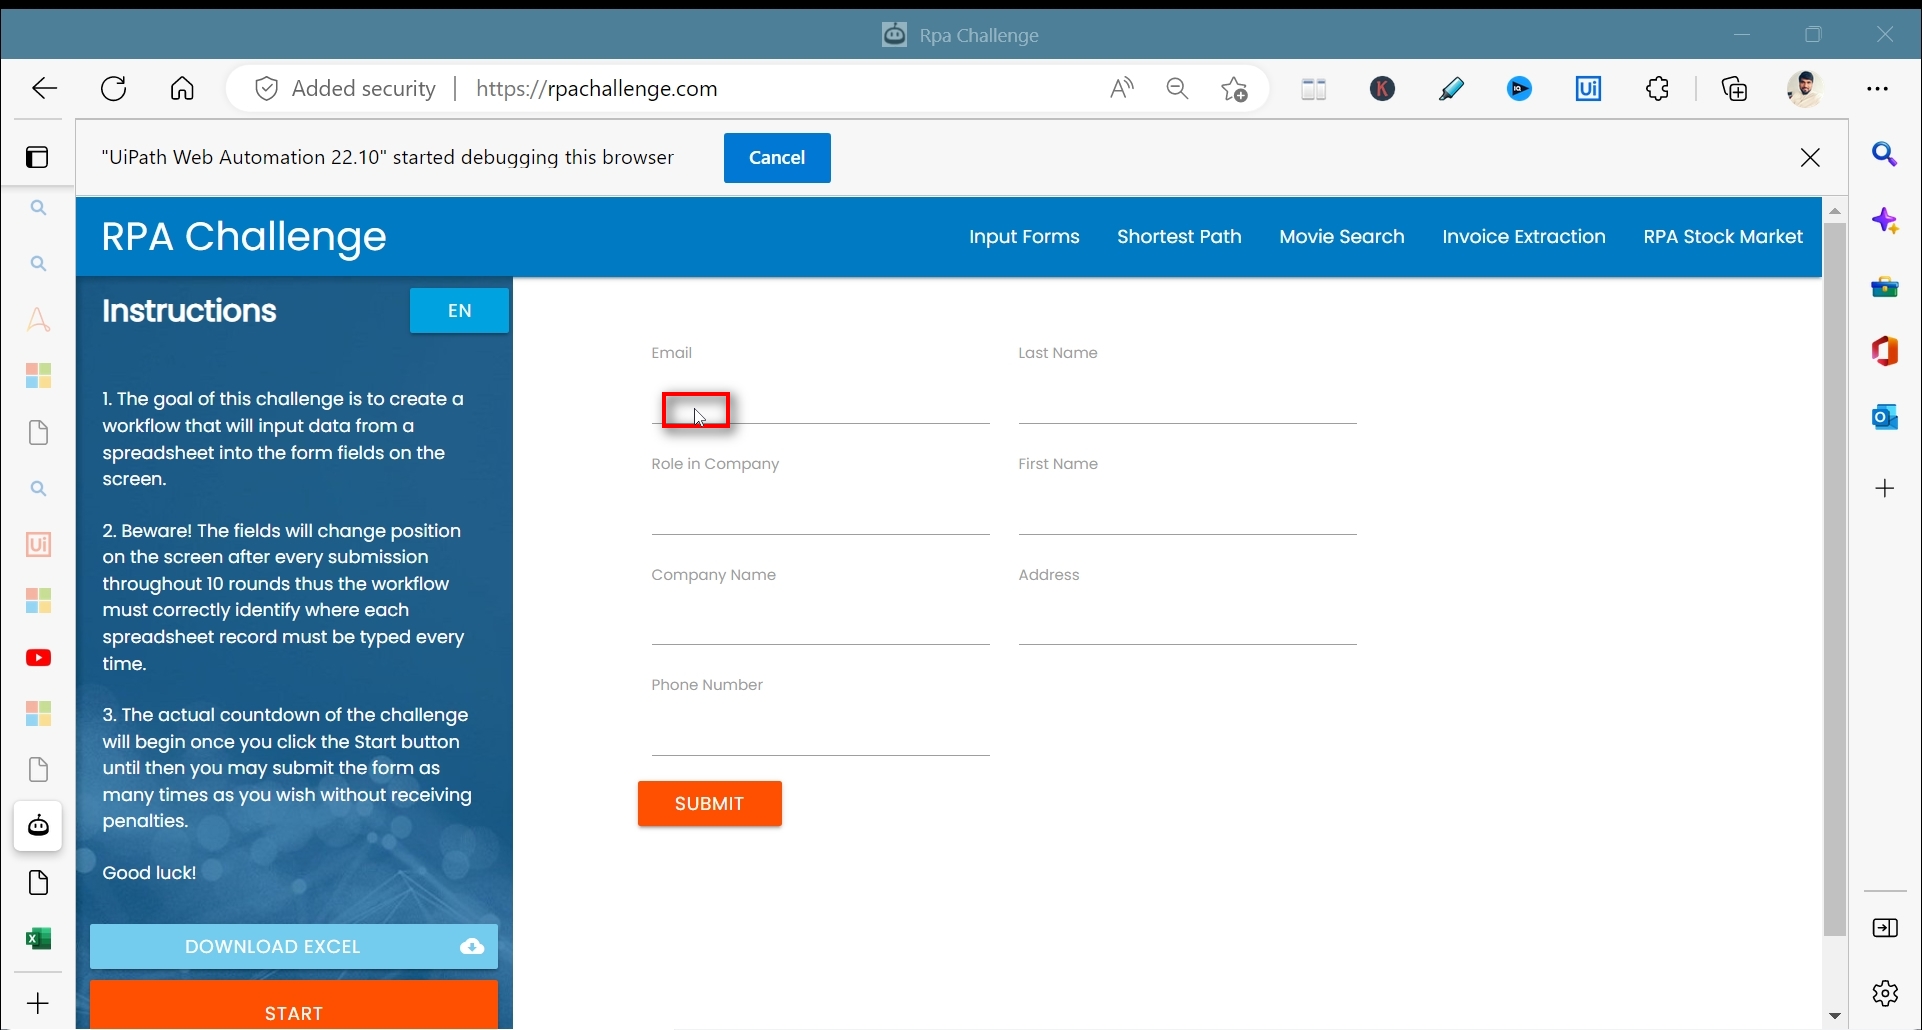 Rpa Challenge
Added security
https://rpachallenge.com
A
K
IQ
Ui
"UiPath Web Automation 22.10" started debugging this browser
Cancel
RPA Challenge
Input Forms
Shortest Path
Movie Search
Invoice Extraction
RPA Stock Market
Instructions
EN
1. The goal of this challenge is to create a
workflow that will input data from a
spreadsheet into the form fields on the
screen.
2. Beware! The fields will change position
on the screen after every submission
throughout 10 rounds thus the workflow
must correctly identify where each
spreadsheet record must be typed every
time.
3. The actual countdown of the challenge
will begin once you click the Start button
until then you may submit the form as
many times as you wish without receiving
penalties.
Good luck!
DOWNLOAD EXCEL
START
Email
Last Name
Role in Company
First Name
Company Name
Address
Phone Number
SUBMIT
Ui